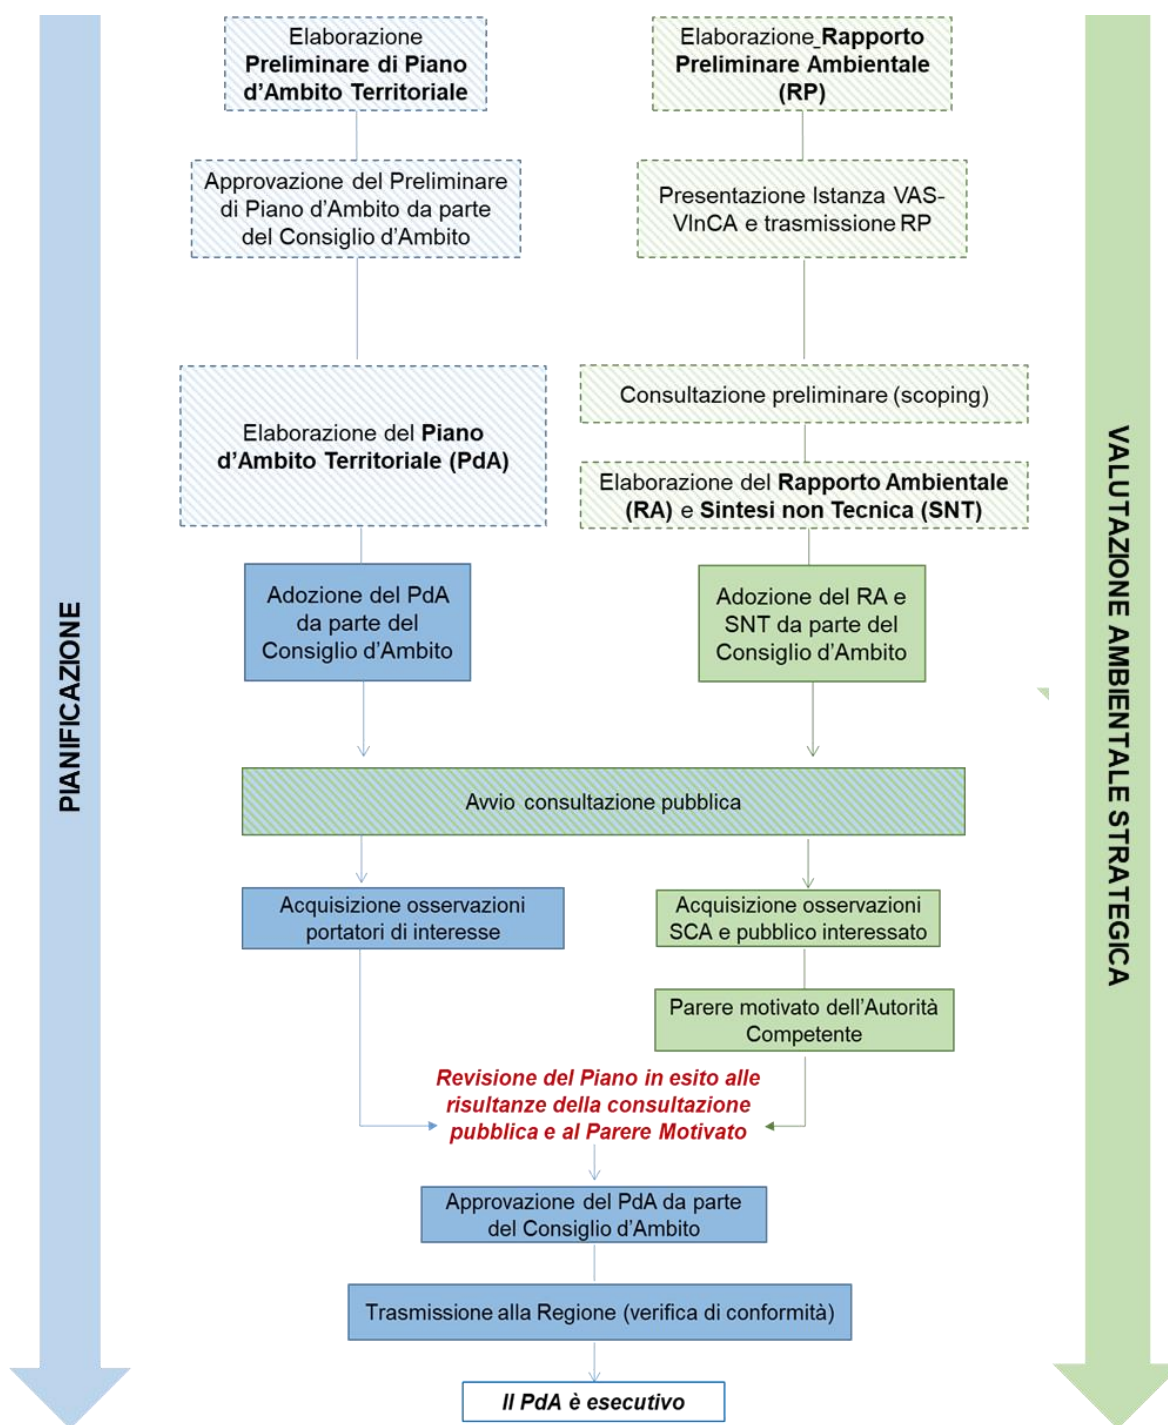 Elaborazione
Preliminare di Piano
d'Ambito Territoriale
Elaborazione Rapporto
Preliminare Ambientale
(RP)
Approvazione del Preliminare
di Piano d'Ambito da parte
del Consiglio d'Ambito
Presentazione Istanza VAS-
VInCA e trasmissione RP
Elaborazione del Piano
d'Ambito Territoriale (PdA)
Consultazione preliminare (scoping)
Elaborazione del Rapporto Ambientale
(RA) e Sintesi non Tecnica (SNT)
Adozione del PdA
da parte del
Consiglio d'Ambito
Adozione del RA e
SNT da parte del
Consiglio d'Ambito
PIANIFICAZIONE
VALUTAZIONE AMBIENTALE STRATEGICA
Avvio consultazione pubblica
Acquisizione osservazioni
portatori di interesse
Acquisizione osservazioni
SCA e pubblico interessato
Parere motivato dell'Autorità
Competente
Revisione del Piano in esito alle
risultanze della consultazione
pubblica e al Parere Motivato
Approvazione del PdA da parte
del Consiglio d'Ambito
Trasmissione alla Regione (verifica di conformità)
Il PdA è esecutivo